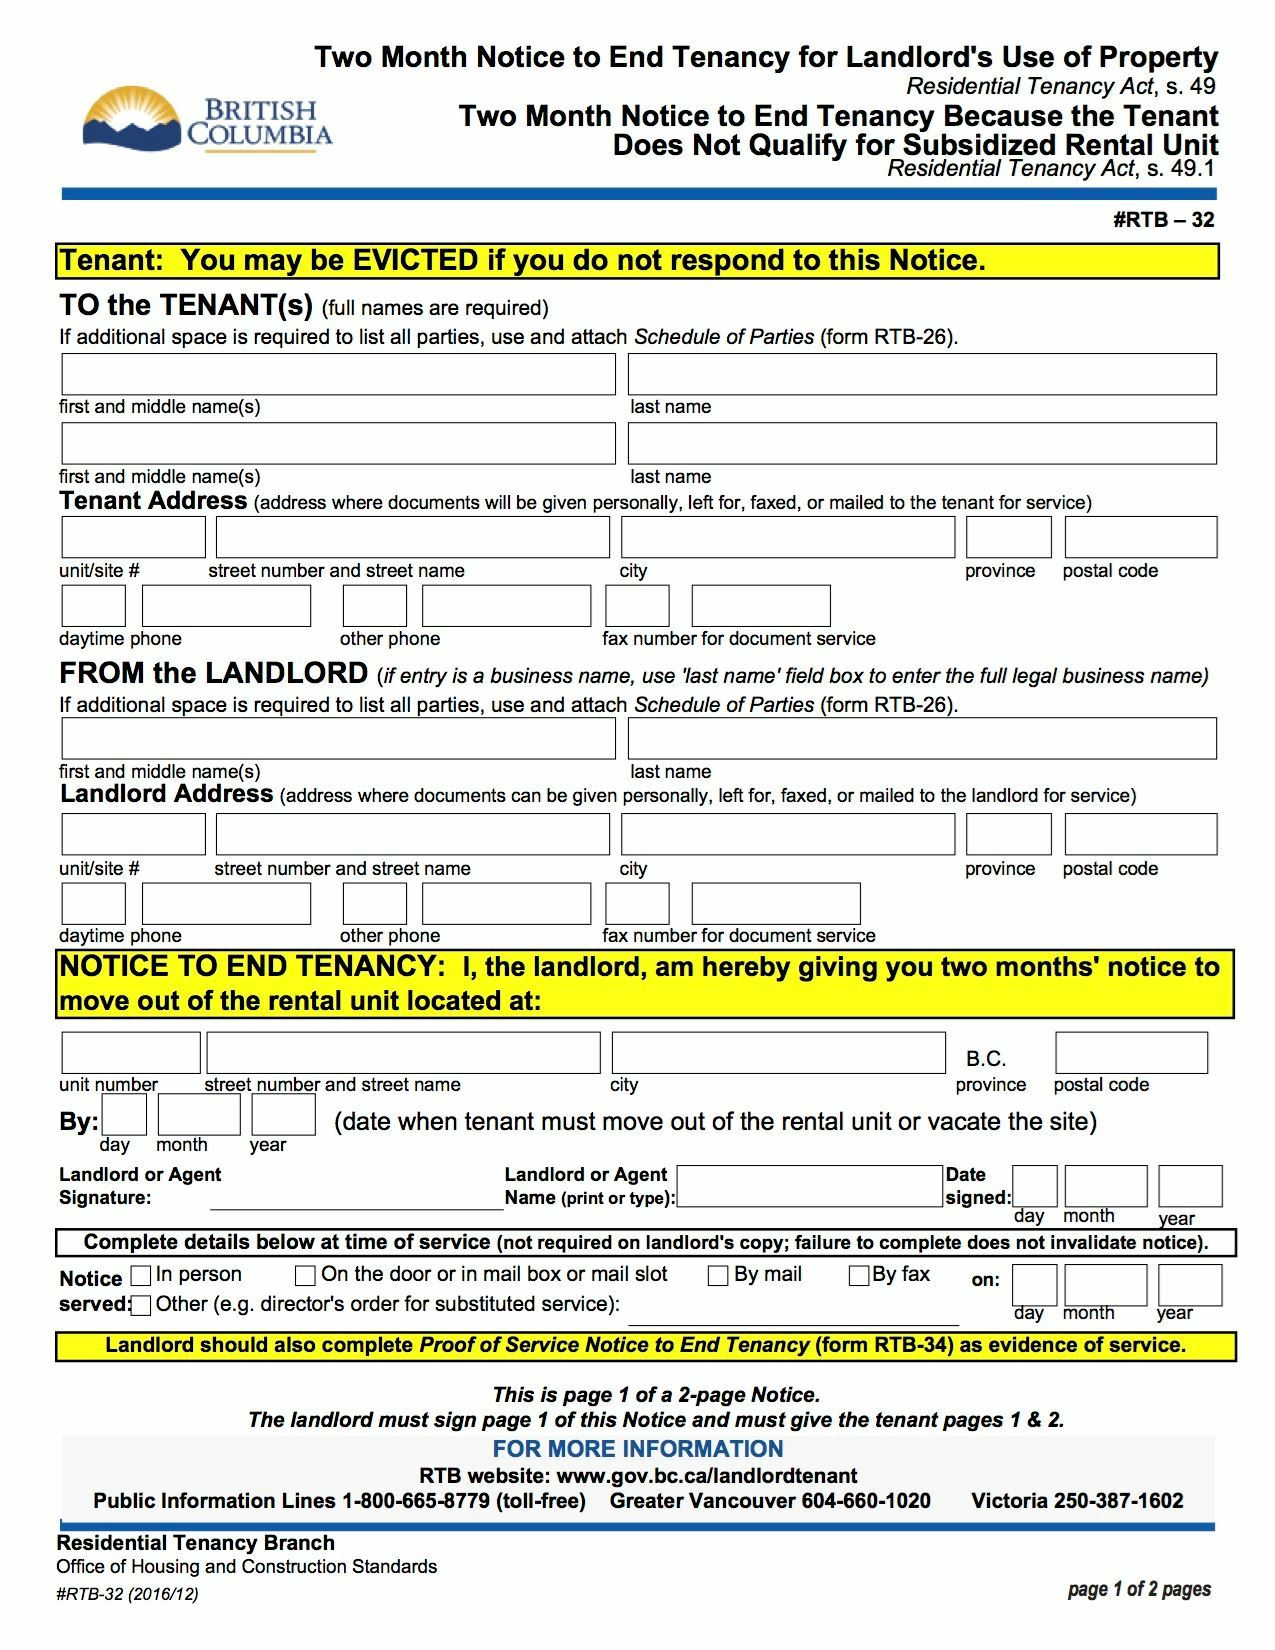 Two Month Notice to End Tenancy for Landlord's Use of Property
Residential Tenancy Act, s. 49
BRITISH
COLUMBIA
Two Month Notice to End Tenancy Because the Tenant
Does Not Qualify for Subsidized Rental Unit
Residential Tenancy Act, s. 49.1
#RTB – 32
Tenant: You may be EVICTED if you do not respond to this Notice.
TO the TENANT(s) (full names are required)
If additional space is required to list all parties, use and attach Schedule of Parties (form RTB-26).
first and middle name(s) last name
first and middle name(s) last name
Tenant Address (address where documents will be given personally, left for, faxed, or mailed to the tenant for service)
unit/site # street number and street name city province postal code
daytime phone other phone fax number for document service
FROM the LANDLORD (if entry is a business name, use 'last name' field box to enter the full legal business name)
If additional space is required to list all parties, use and attach Schedule of Parties (form RTB-26).
first and middle name(s) last name
Landlord Address (address where documents can be given personally, left for, faxed, or mailed to the landlord for service)
unit/site # street number and street name city province postal code
daytime phone other phone fax number for document service
NOTICE TO END TENANCY: I, the landlord, am hereby giving you two months' notice to
move out of the rental unit located at:
B.C.
unit number street number and street name city province postal code
By: (date when tenant must move out of the rental unit or vacate the site)
day month year
Landlord or Agent Landlord or Agent Date
Signature: Name (print or type): signed:
day month year
Complete details below at time of service (not required on landlord's copy; failure to complete does not invalidate notice).
Notice In person On the door or in mail box or mail slot By mail By fax on:
served: Other (e.g. director's order for substituted service):
day month year
Landlord should also complete Proof of Service Notice to End Tenancy (form RTB-34) as evidence of service.
This is page 1 of a 2-page Notice.
The landlord must sign page 1 of this Notice and must give the tenant pages 1 & 2.
FOR MORE INFORMATION
RTB website: www.gov.bc.ca/landlordtenant
Public Information Lines 1-800-665-8779 (toll-free) Greater Vancouver 604-660-1020 Victoria 250-387-1602
Residential Tenancy Branch
Office of Housing and Construction Standards
#RTB-32 (2016/12)
page 1 of 2 pages